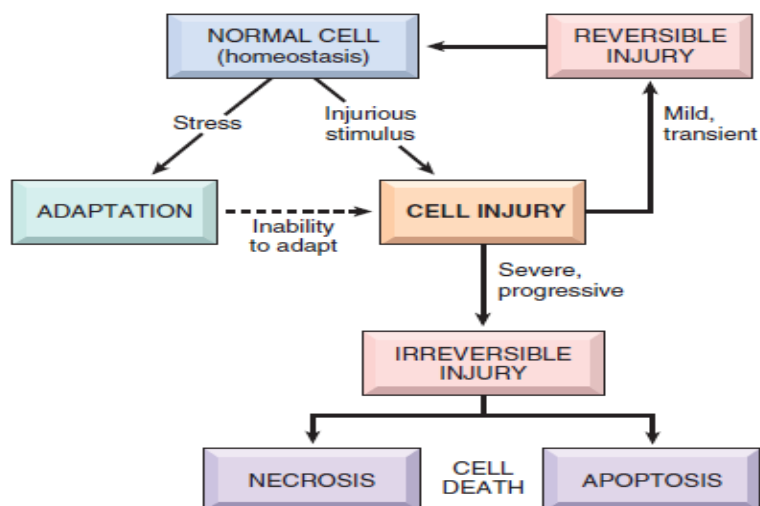 NORMAL CELL
(homeostasis)
REVERSIBLE
INJURY
Stress
Injurious
stimulus
Mild,
transient
ADAPTATION
CELL INJURY
Inability
to adapt
Severe,
progressive
IRREVERSIBLE
INJURY
NECROSIS
CELL
DEATH
APOPTOSIS